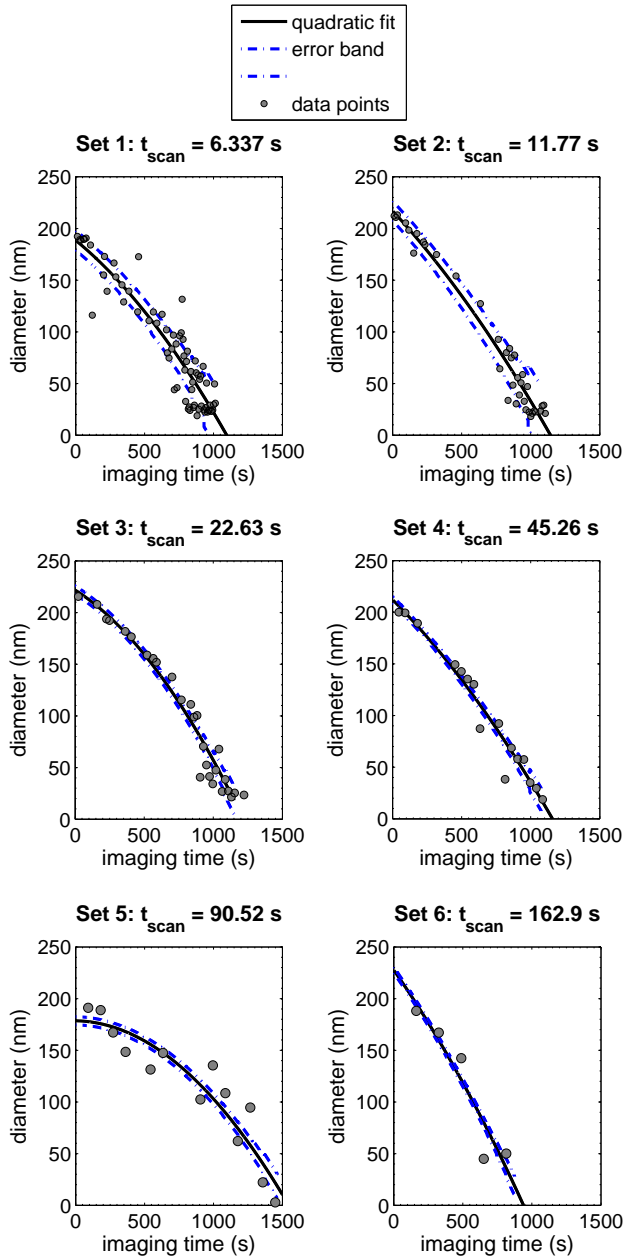 quadratic fit
error band
data points
Set 1: t_scan = 6.337 s
Set 2: t_scan = 11.77 s
250
200
150
100
50
0
diameter (nm)
0 500 1000 1500
imaging time (s)
250
200
150
100
50
0
diameter (nm)
0 500 1000 1500
imaging time (s)
Set 3: t_scan = 22.63 s
Set 4: t_scan = 45.26 s
250
200
150
100
50
0
diameter (nm)
0 500 1000 1500
imaging time (s)
250
200
150
100
50
0
diameter (nm)
0 500 1000 1500
imaging time (s)
Set 5: t_scan = 90.52 s
Set 6: t_scan = 162.9 s
250
200
150
100
50
0
diameter (nm)
0 500 1000 1500
imaging time (s)
250
200
150
100
50
0
diameter (nm)
0 500 1000 1500
imaging time (s)